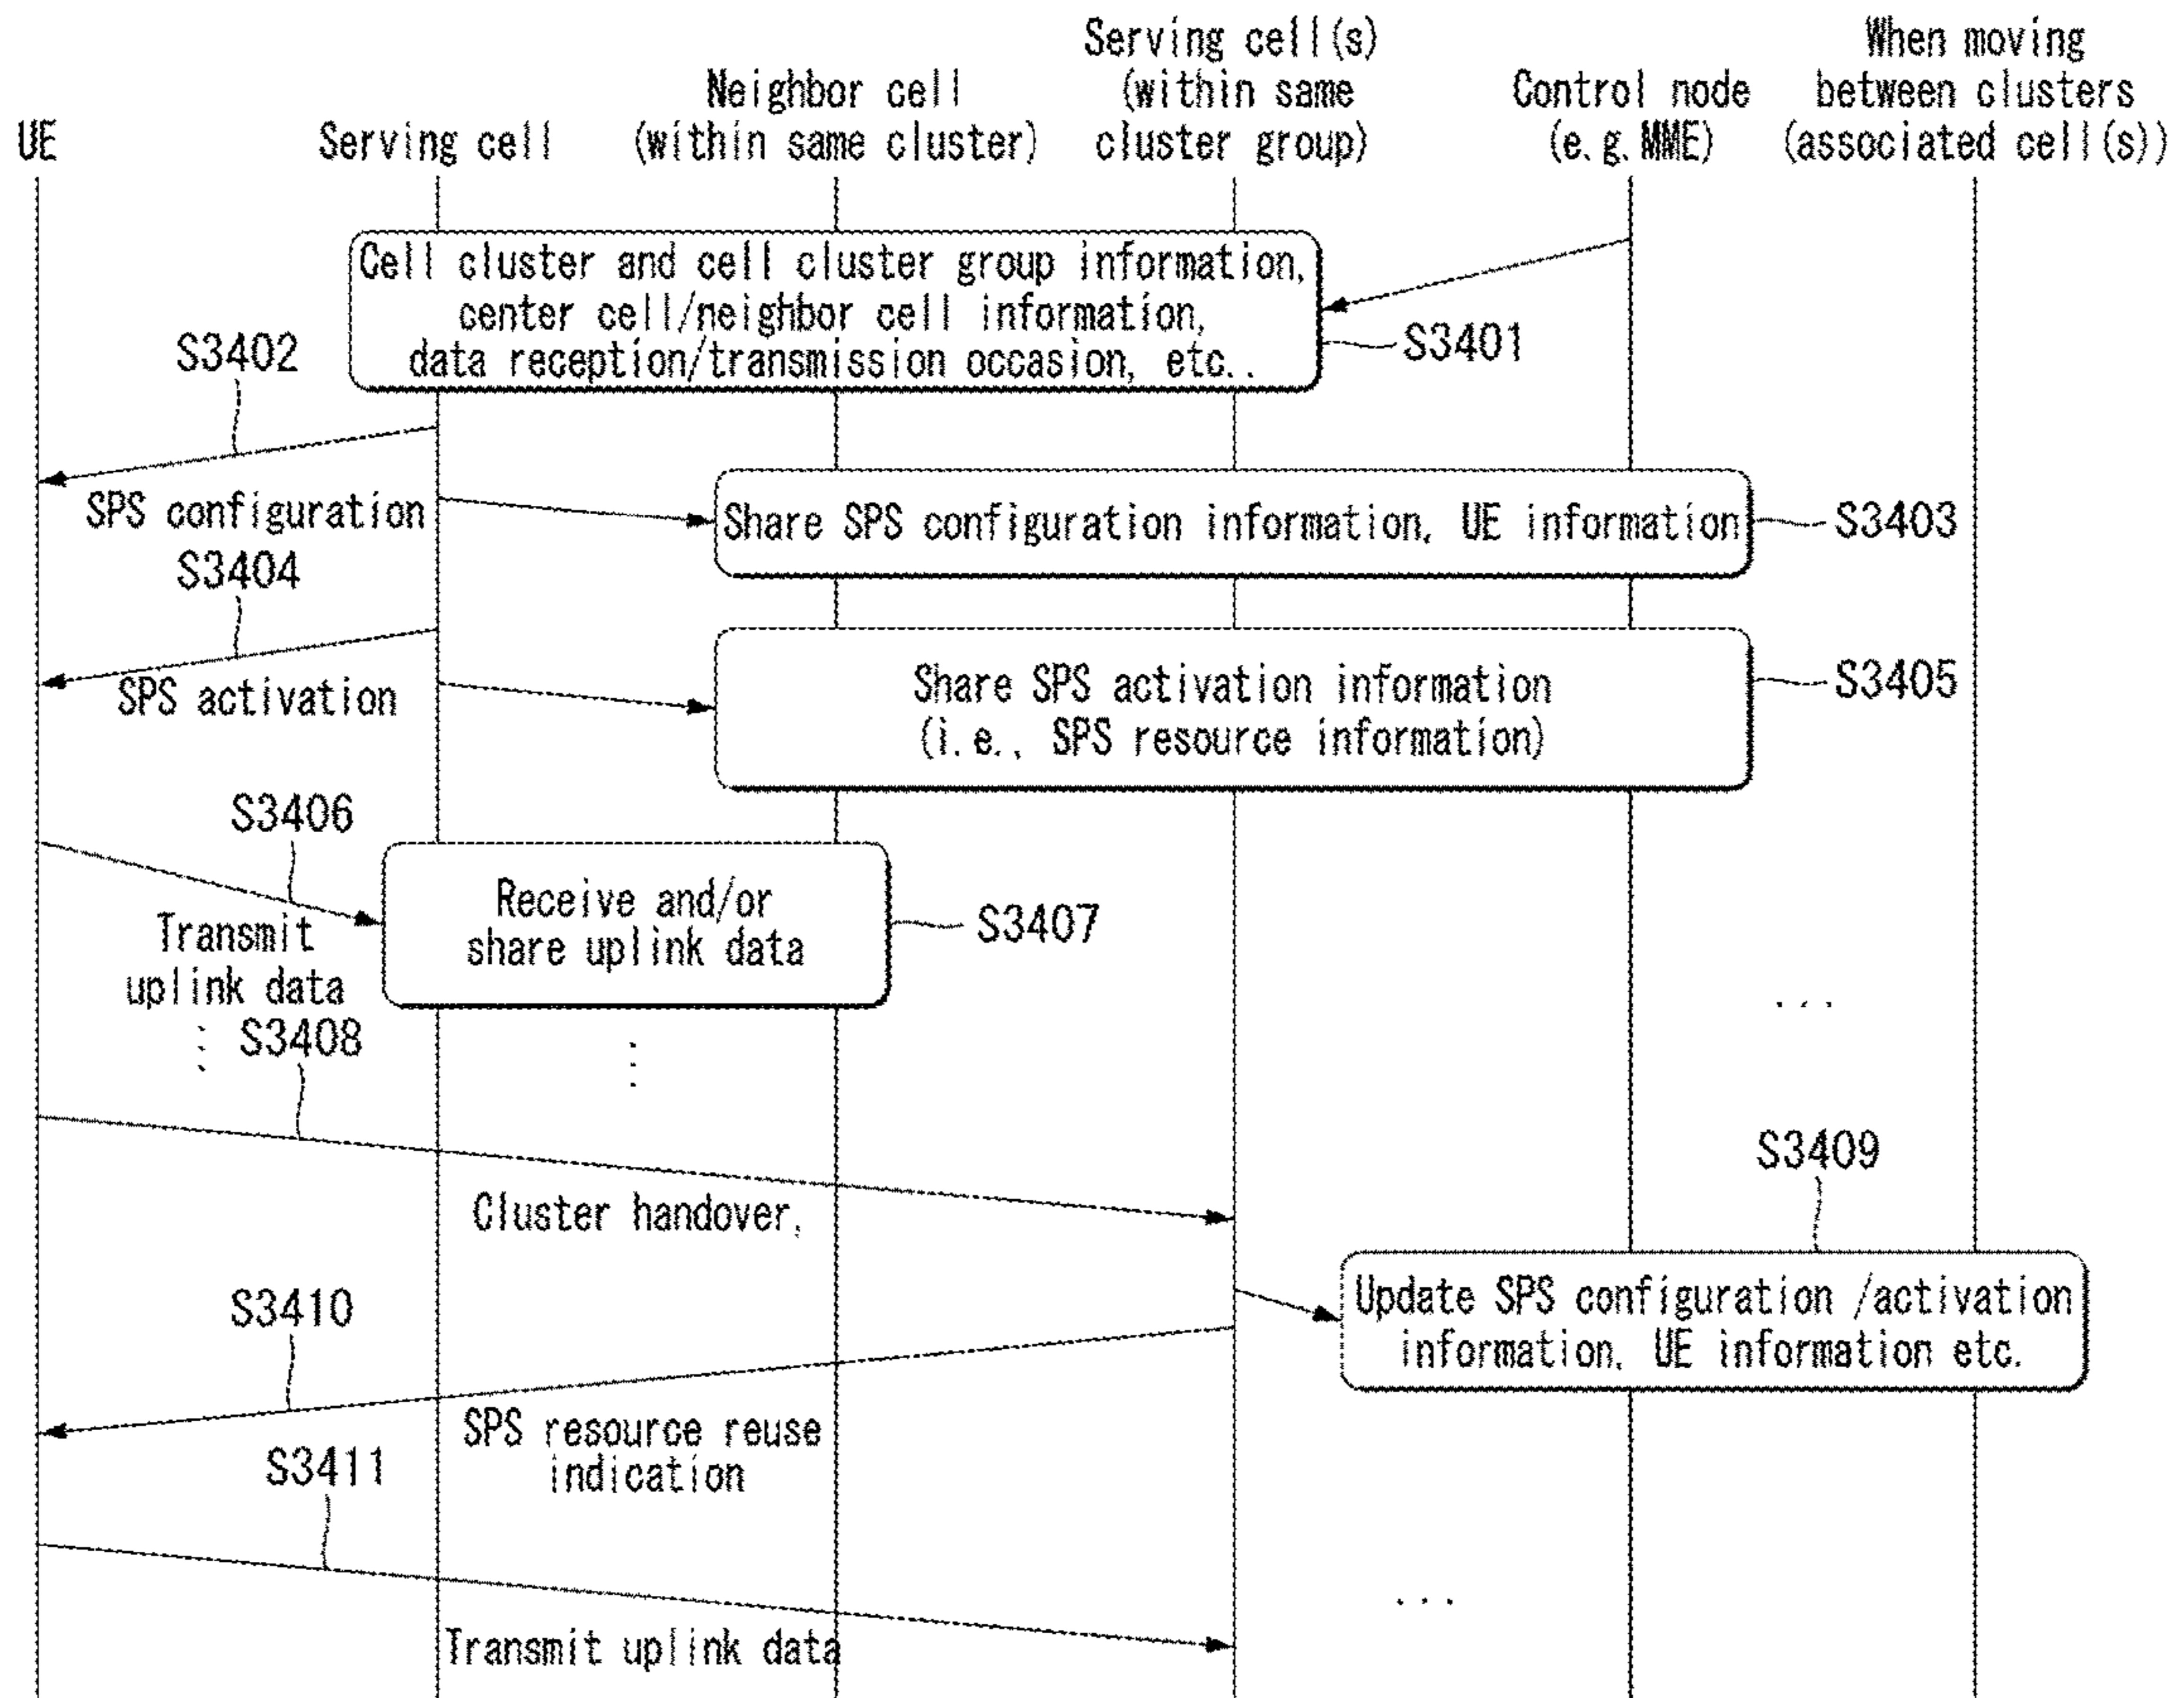 UE
Serving cell
Neighbor cell
(within same cluster)
Serving cell(s)
(within same
cluster group)
Control node
(e.g.MME)
When moving
between clusters
(associated cell(s))
Cell cluster and cell cluster group information,
center cell/neighbor cell information,
data reception/transmission occasion, etc..
S3401
S3402
SPS configuration
Share SPS configuration information, UE information
S3403
S3404
SPS activation
Share SPS activation information
(i.e., SPS resource information)
S3405
S3406
Transmit
uplink data
Receive and/or
share uplink data
S3407
...
S3408
Cluster handover,
S3409
Update SPS configuration /activation
information, UE information etc.
S3410
SPS resource reuse
indication
S3411
Transmit uplink data
...